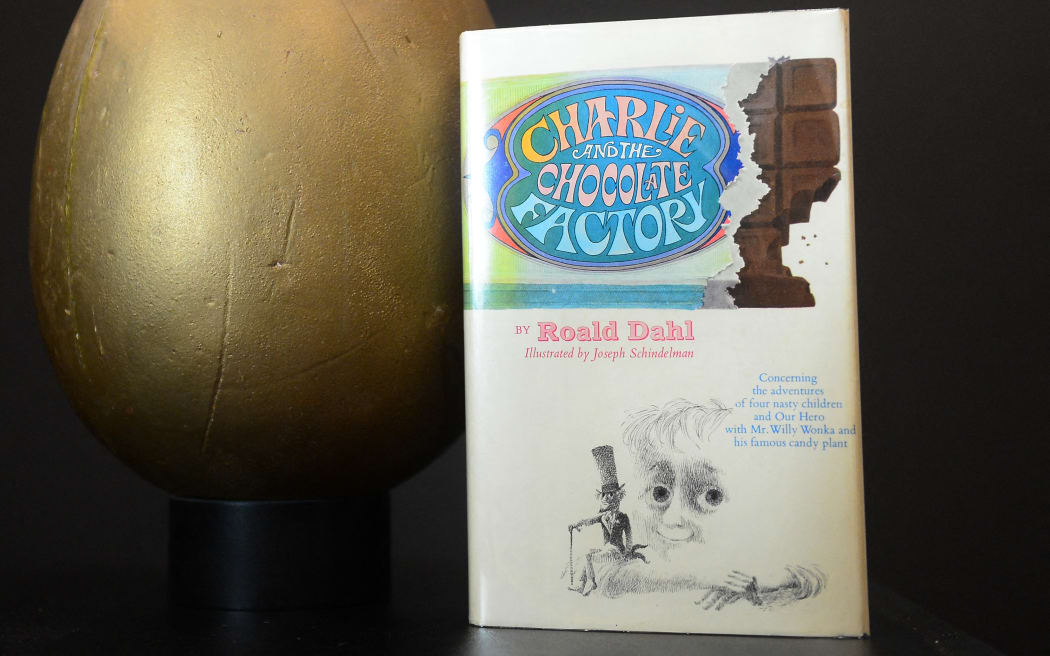 CHARLIE
AND THE
CHOCOLATE
FACTORY
BY Roald Dahl
Illustrated by Joseph Schindelman
Concerning
the adventures
of four nasty children
and Our Hero
with Mr. Willy Wonka and
his famous candy plant